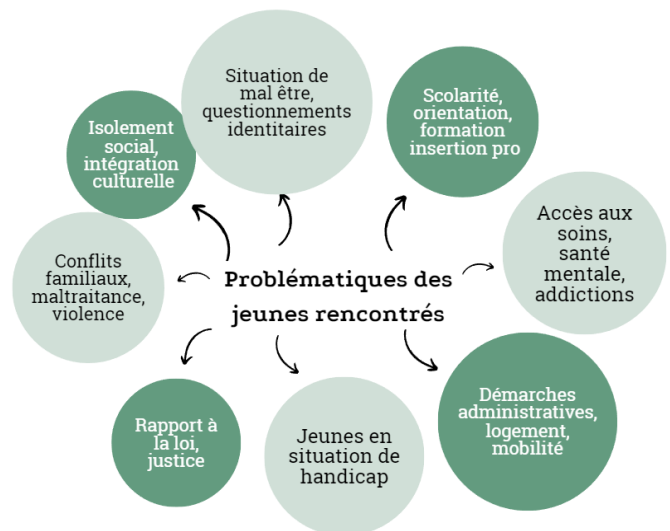 Situation de
mal être,
questionnements
identitaires
Scolarité,
orientation,
formation
insertion pro
Isolement
social,
intégration
culturelle
Accès aux
soins,
santé
mentale,
addictions
Conflits
familiaux,
maltraitance,
violence
Problématiques des
jeunes rencontrés
Démarches
administratives,
logement,
mobilité
Rapport à
la loi,
justice
Jeunes en
situation de
handicap